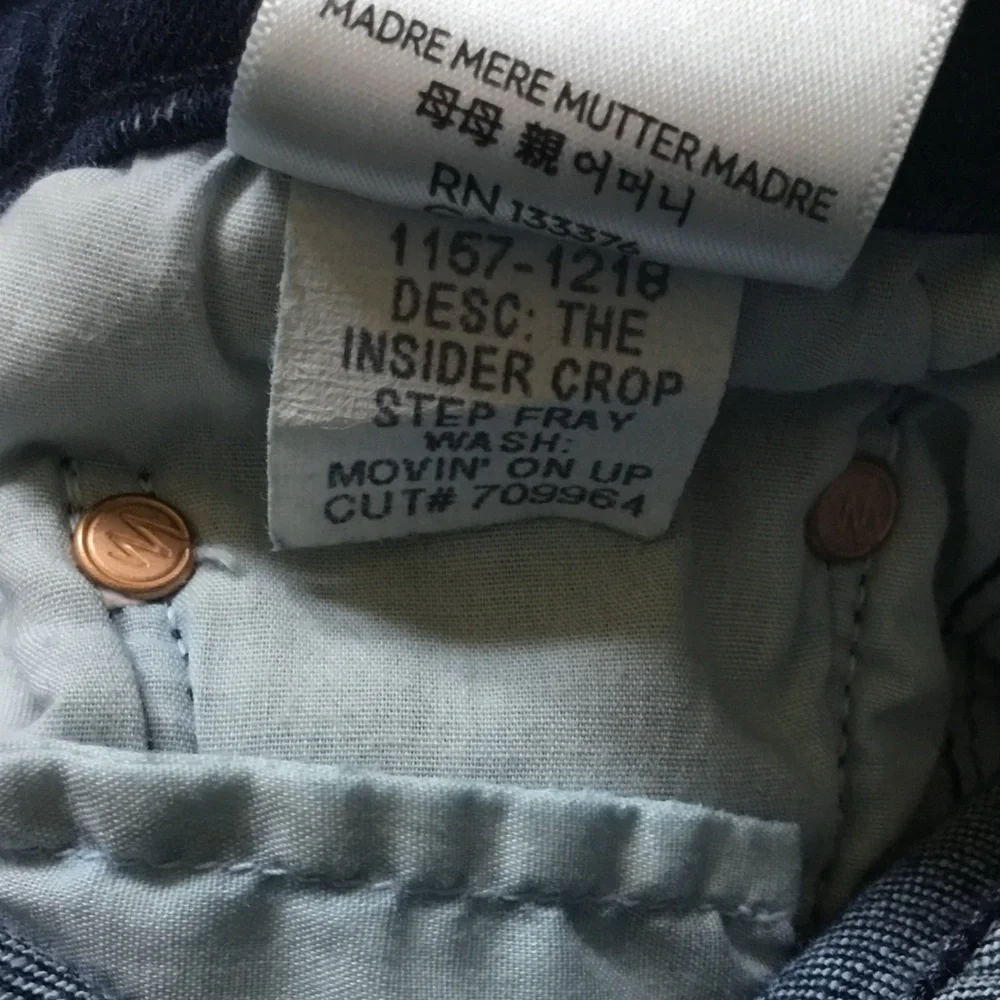 MADRE MERE MUTTER MADRE
母母 親 어머니
RN 133376
1157-1218
DESC: THE
INSIDER CROP
STEP FRAY
WASH:
MOVIN' ON UP
CUT# 709964
M
M